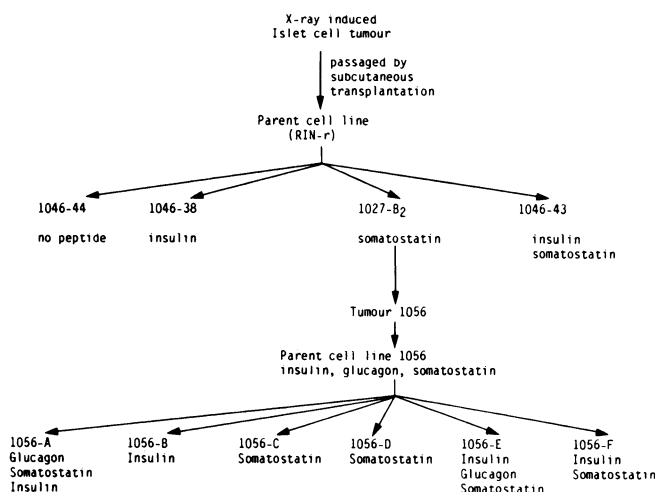 X-ray induced
Islet cell tumour
passaged by
subcutaneous
transplantation
Parent cell line
(RIN-r)
1046-44
no peptide
1046-38
insulin
1027-B2
somatostatin
1046-43
insulin
somatostatin
Tumour 1056
Parent cell line 1056
insulin, glucagon, somatostatin
1056-A
Glucagon
Somatostatin
Insulin
1056-B
Insulin
1056-C
Somatostatin
1056-D
Somatostatin
1056-E
Insulin
Glucagon
Somatostatin
1056-F
Insulin
Somatostatin